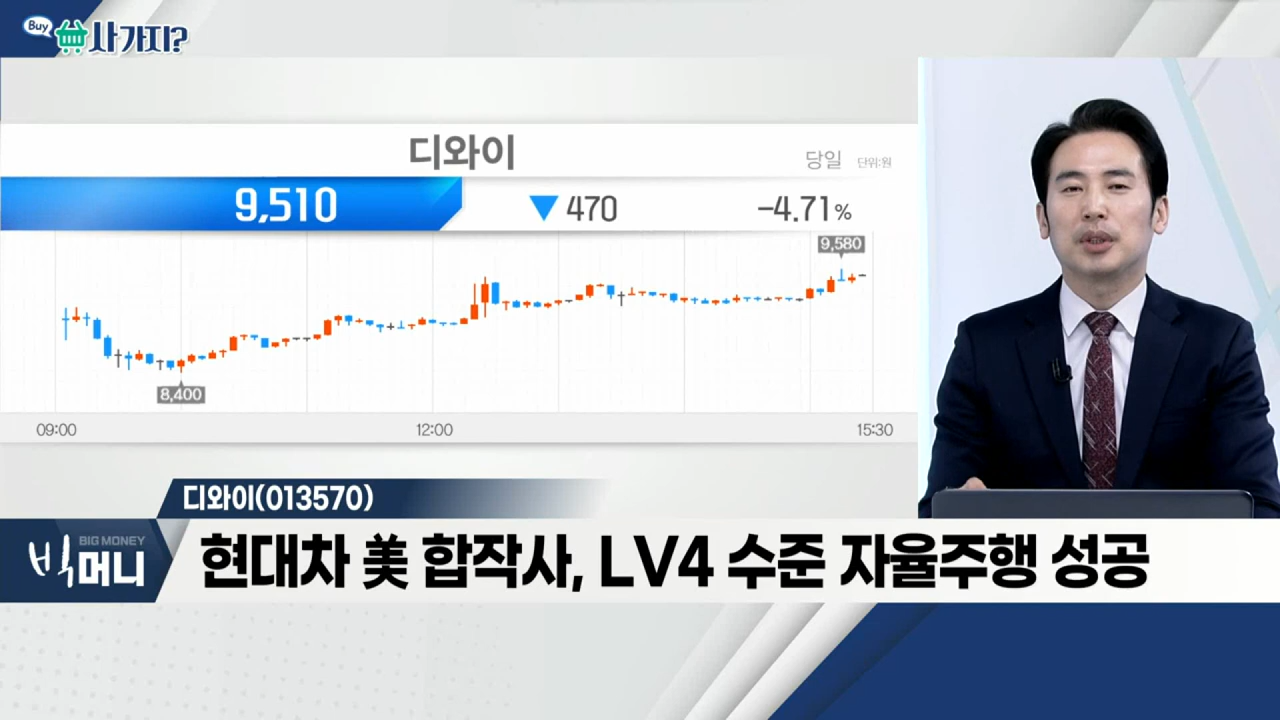 Buy 사 가지?
디와이
당일 단위:원
9,510 ▼ 470 -4.71%
9,580
8,400
09:00 12:00 15:30
디와이(013570)
BIG MONEY
빅머니
현대차 美 합작사, LV4 수준 자율주행 성공